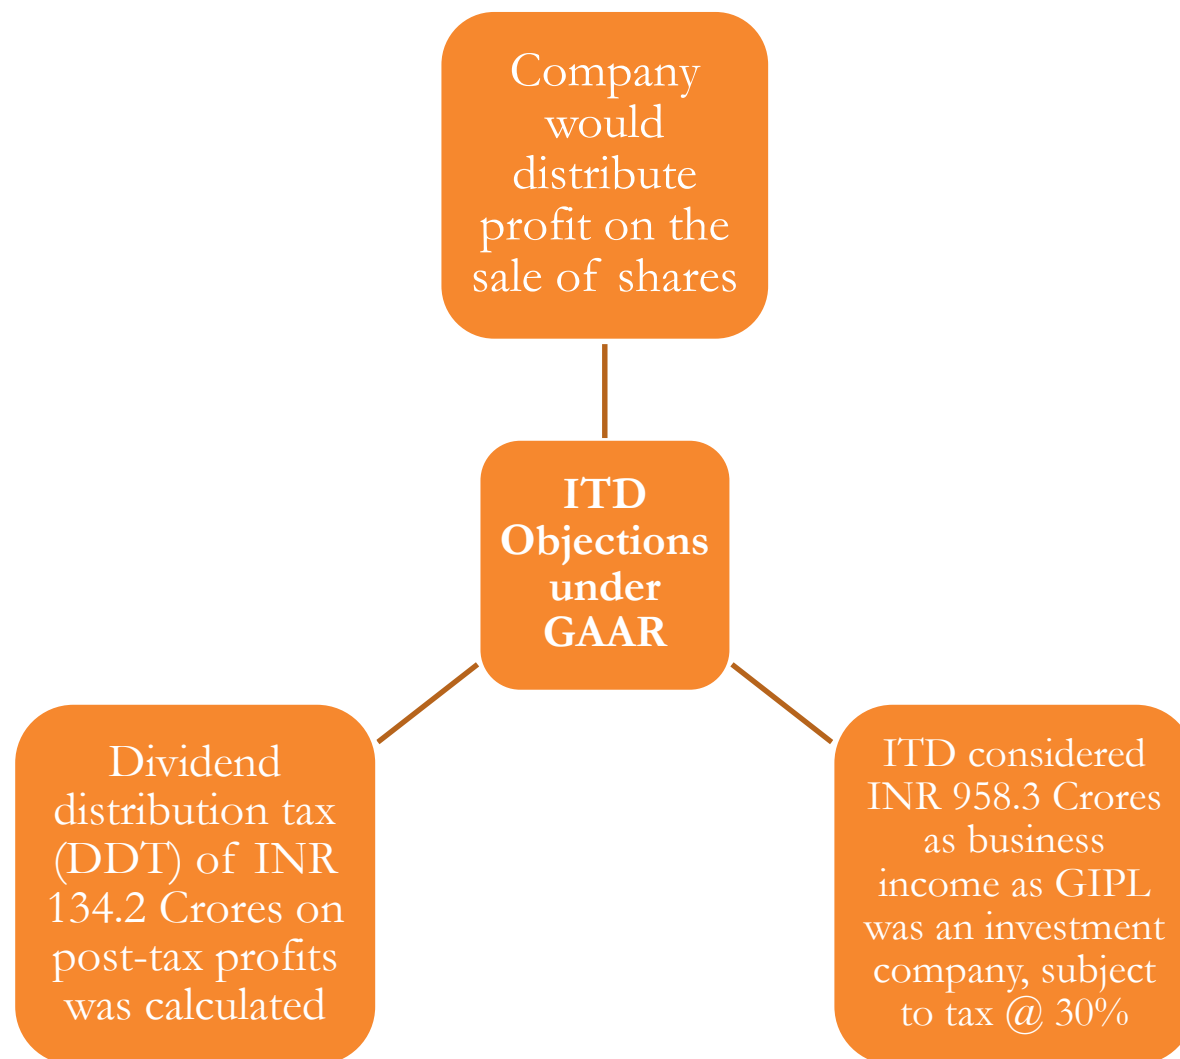 Company
would
distribute
profit on the
sale of shares
ITD
Objections
under
GAAR
Dividend
distribution tax
(DDT) of INR
134.2 Crores on
post-tax profits
was calculated
ITD considered
INR 958.3 Crores
as business
income as GIPL
was an investment
company, subject
to tax @ 30%